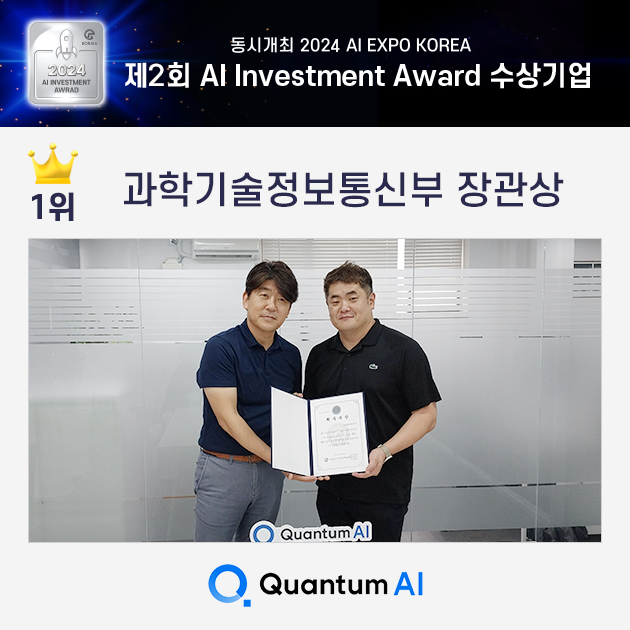 KOREA
2024
AI INVESTMENT
AWRAD
동시개최 2024 AI EXPO KOREA
제2회 AI Investment Award 수상기업
1위
과학기술정보통신부 장관상
Quantum AI
Quantum AI